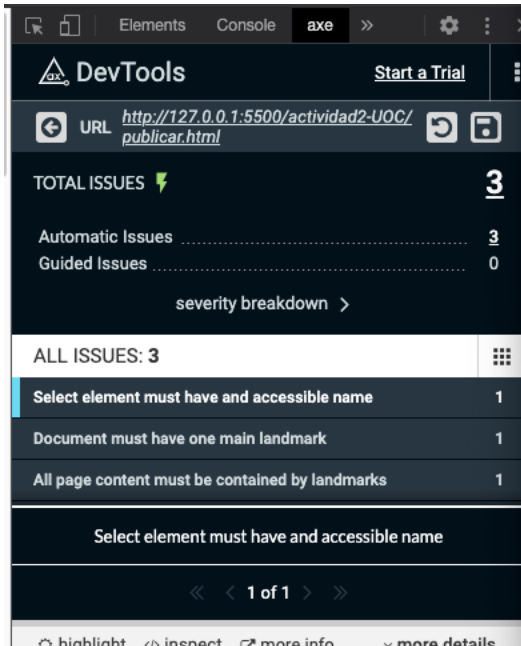 Elements Console axe »
ax DevTools Start a Trial
URL http://127.0.0.1:5500/actividad2-UOC/
publicar.html
TOTAL ISSUES 3
Automatic Issues 3
Guided Issues 0
severity breakdown >
ALL ISSUES: 3
Select element must have and accessible name 1
Document must have one main landmark 1
All page content must be contained by landmarks 1
Select element must have and accessible name
« < 1 of 1 > »
highlight </> inspect more info more details